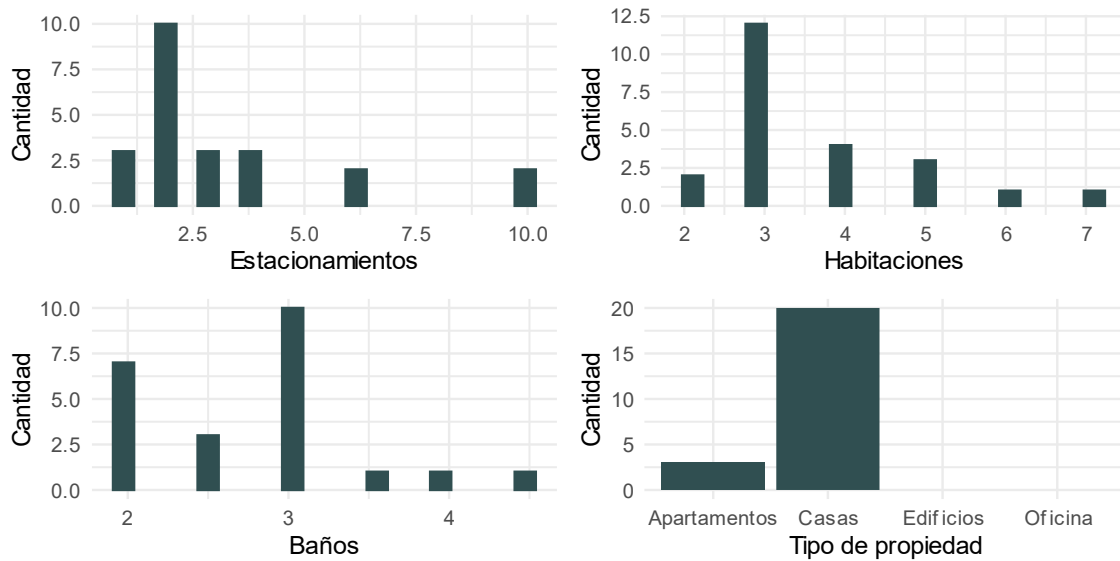 Cantidad
10.0
7.5
5.0
2.5
0.0
2.5 5.0 7.5 10.0
Estacionamientos
Cantidad
12.5
10.0
7.5
5.0
2.5
0.0
2 3 4 5 6 7
Habitaciones
Cantidad
10.0
7.5
5.0
2.5
0.0
2 3 4
Baños
Cantidad
20
15
10
5
0
Apartamentos Casas Edificios Oficina
Tipo de propiedad